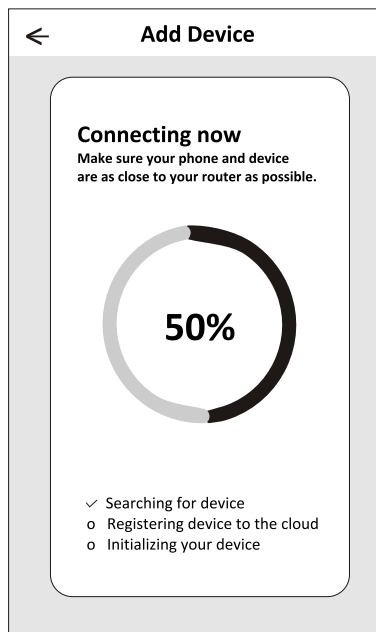 Add Device
Connecting now
Make sure your phone and device
are as close to your router as possible.
50%
✓ Searching for device
o Registering device to the cloud
o Initializing your device